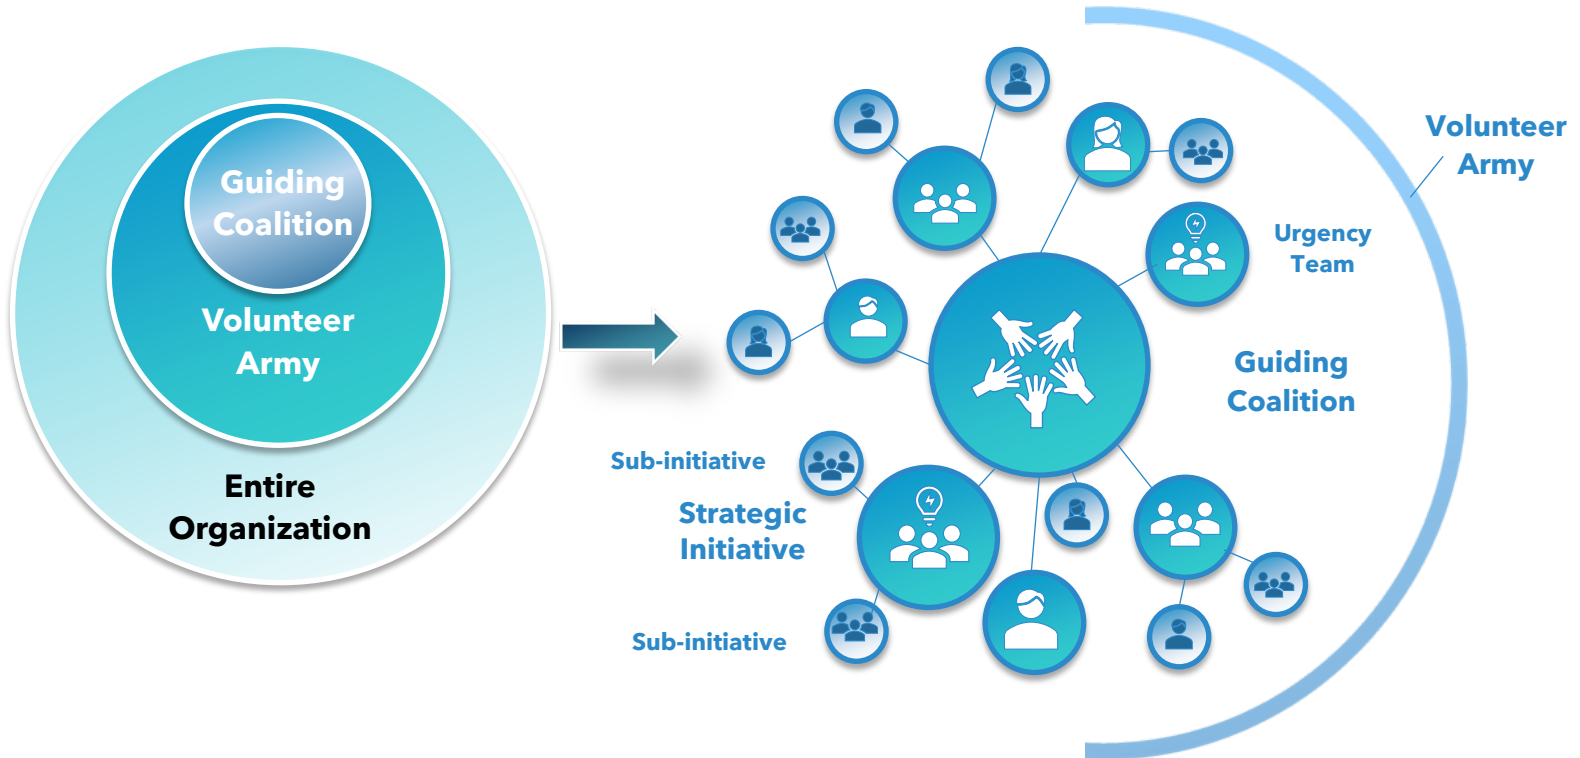 Guiding
Coalition
Volunteer
Army
Entire
Organization
Volunteer
Army
Urgency
Team
Guiding
Coalition
Sub-initiative
Strategic
Initiative
Sub-initiative